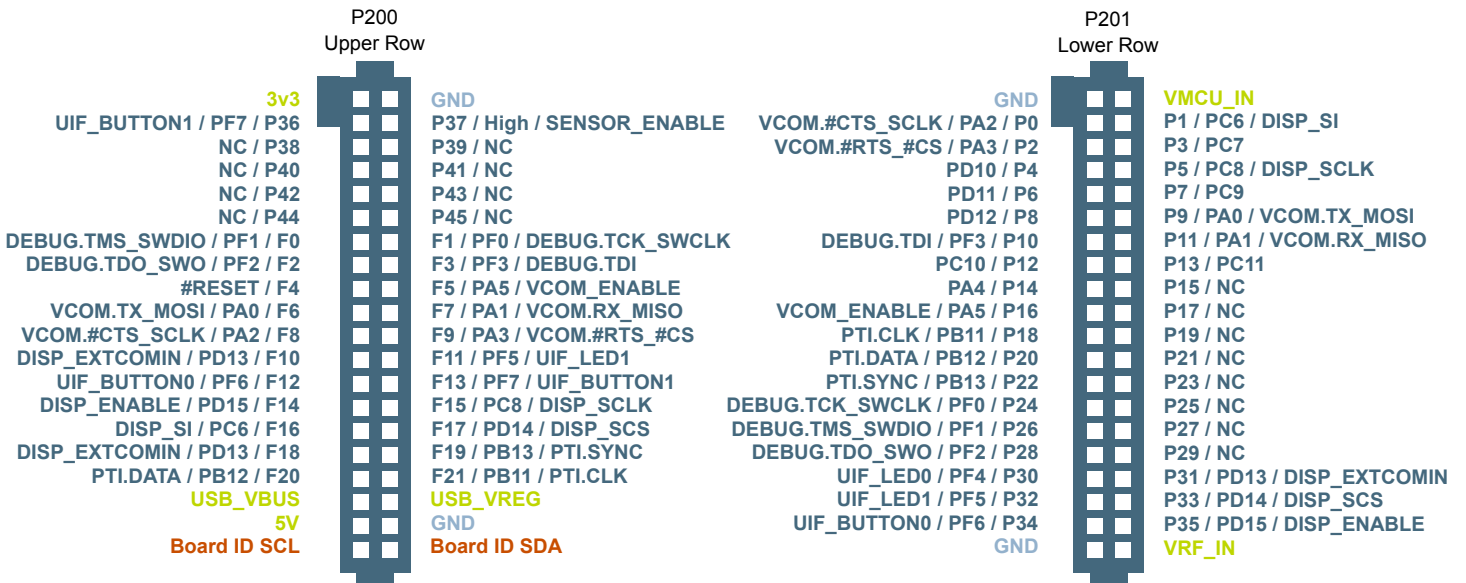 P200
Upper Row
3v3
GND
UIF_BUTTON1 / PF7 / P36
P37 / High / SENSOR_ENABLE
NC / P38
P39 / NC
NC / P40
P41 / NC
NC / P42
P43 / NC
NC / P44
P45 / NC
DEBUG.TMS_SWDIO / PF1 / F0
F1 / PF0 / DEBUG.TCK_SWCLK
DEBUG.TDO_SWO / PF2 / F2
F3 / PF3 / DEBUG.TDI
#RESET / F4
F5 / PA5 / VCOM_ENABLE
VCOM.TX_MOSI / PA0 / F6
F7 / PA1 / VCOM.RX_MISO
VCOM.#CTS_SCLK / PA2 / F8
F9 / PA3 / VCOM.#RTS_#CS
DISP_EXTCOMIN / PD13 / F10
F11 / PF5 / UIF_LED1
UIF_BUTTON0 / PF6 / F12
F13 / PF7 / UIF_BUTTON1
DISP_ENABLE / PD15 / F14
F15 / PC8 / DISP_SCLK
DISP_SI / PC6 / F16
F17 / PD14 / DISP_SCS
DISP_EXTCOMIN / PD13 / F18
F19 / PB13 / PTI.SYNC
PTI.DATA / PB12 / F20
F21 / PB11 / PTI.CLK
USB_VBUS
USB_VREG
5V
GND
Board ID SCL
Board ID SDA
P201
Lower Row
GND
VMCU_IN
VCOM.#CTS_SCLK / PA2 / P0
P1 / PC6 / DISP_SI
VCOM.#RTS_#CS / PA3 / P2
P3 / PC7
PD10 / P4
P5 / PC8 / DISP_SCLK
PD11 / P6
P7 / PC9
PD12 / P8
P9 / PA0 / VCOM.TX_MOSI
DEBUG.TDI / PF3 / P10
P11 / PA1 / VCOM.RX_MISO
PC10 / P12
P13 / PC11
PA4 / P14
P15 / NC
VCOM_ENABLE / PA5 / P16
P17 / NC
PTI.CLK / PB11 / P18
P19 / NC
PTI.DATA / PB12 / P20
P21 / NC
PTI.SYNC / PB13 / P22
P23 / NC
DEBUG.TCK_SWCLK / PF0 / P24
P25 / NC
DEBUG.TMS_SWDIO / PF1 / P26
P27 / NC
DEBUG.TDO_SWO / PF2 / P28
P29 / NC
UIF_LED0 / PF4 / P30
P31 / PD13 / DISP_EXTCOMIN
UIF_LED1 / PF5 / P32
P33 / PD14 / DISP_SCS
UIF_BUTTON0 / PF6 / P34
P35 / PD15 / DISP_ENABLE
GND
VRF_IN